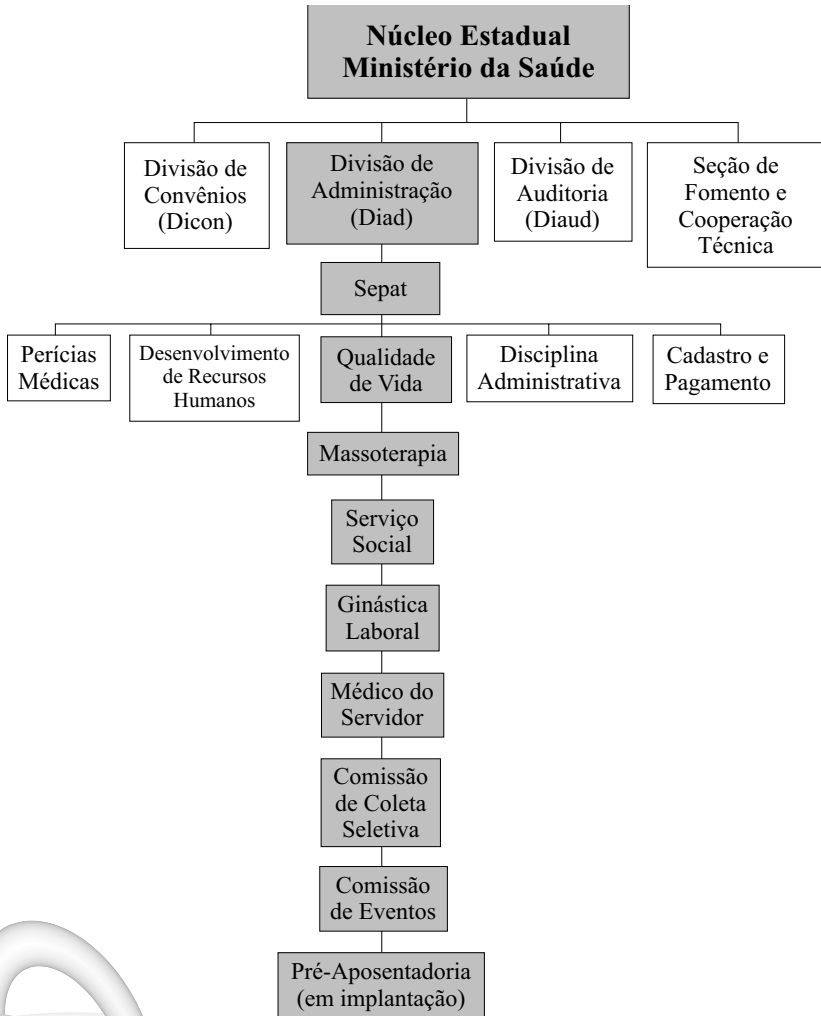 Núcleo Estadual
Ministério da Saúde
Divisão de
Convênios
(Dicon)
Divisão de
Administração
(Diad)
Divisão de
Auditoria
(Diaud)
Seção de
Fomento e
Cooperação
Técnica
Sepat
Perícias
Médicas
Desenvolvimento
de Recursos
Humanos
Qualidade
de Vida
Disciplina
Administrativa
Cadastro e
Pagamento
Massoterapia
Serviço
Social
Ginástica
Laboral
Médico do
Servidor
Comissão
de Coleta
Seletiva
Comissão
de Eventos
Pré-Aposentadoria
(em implantação)